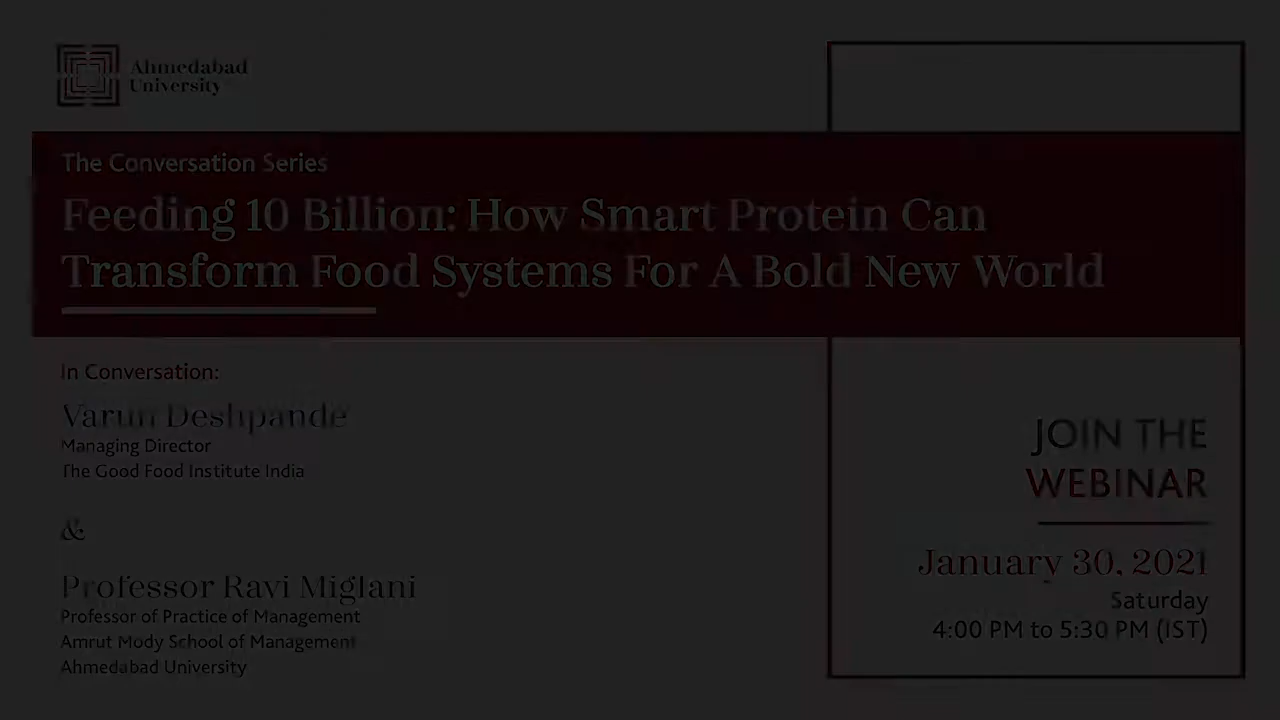 Ahmedabad
University
The Conversation Series
Feeding 10 Billion: How Smart Protein Can
Transform Food Systems For A Bold New World
In Conversation:
Varun Deshpande
Managing Director
The Good Food Institute India
&
Professor Ravi Miglani
Professor of Practice of Management
Amrut Mody School of Management
Ahmedabad University
JOIN THE
WEBINAR
January 30, 2021
Saturday
4:00 PM to 5:30 PM (IST)